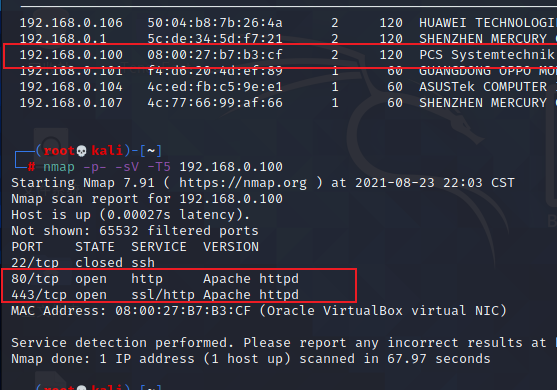 192.168.0.106 50:04:b8:7b:26:4a 2 120 HUAWEI TECHNOLOGI
192.168.0.1 5c:de:34:5d:f7:21 2 120 SHENZHEN MERCURY C
192.168.0.100 08:00:27:b7:b3:cf 2 120 PCS Systemtechnik
192.168.0.101 f4:d6:20:4d:ef:89 1 60 GUANGDONG OPPO MO
192.168.0.104 4c:ed:fb:c5:9e:e1 1 60 ASUSTek COMPUTER I
192.168.0.107 4c:77:66:99:af:66 1 60 SHENZHEN MERCURY C
┌──(root💀kali)-[~]
└─# nmap -p- -sV -T5 192.168.0.100
Starting Nmap 7.91 ( https://nmap.org ) at 2021-08-23 22:03 CST
Nmap scan report for 192.168.0.100
Host is up (0.00027s latency).
Not shown: 65532 filtered ports
PORT STATE SERVICE VERSION
22/tcp closed ssh
80/tcp open http Apache httpd
443/tcp open ssl/http Apache httpd
MAC Address: 08:00:27:B7:B3:CF (Oracle VirtualBox virtual NIC)
Service detection performed. Please report any incorrect results at
Nmap done: 1 IP address (1 host up) scanned in 67.97 seconds